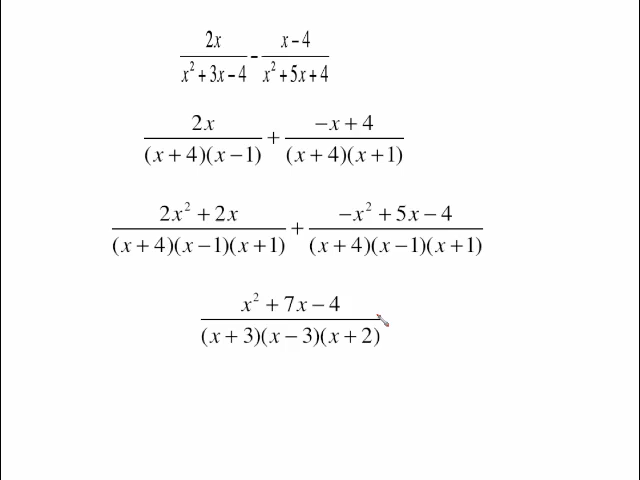 2x/(x² + 3x − 4) − (x − 4)/(x² + 5x + 4)
2x/((x + 4)(x − 1)) + (−x + 4)/((x + 4)(x + 1))
(2x² + 2x)/((x + 4)(x − 1)(x + 1)) + (−x² + 5x − 4)/((x + 4)(x − 1)(x + 1))
(x² + 7x − 4)/((x + 3)(x − 3)(x + 2))